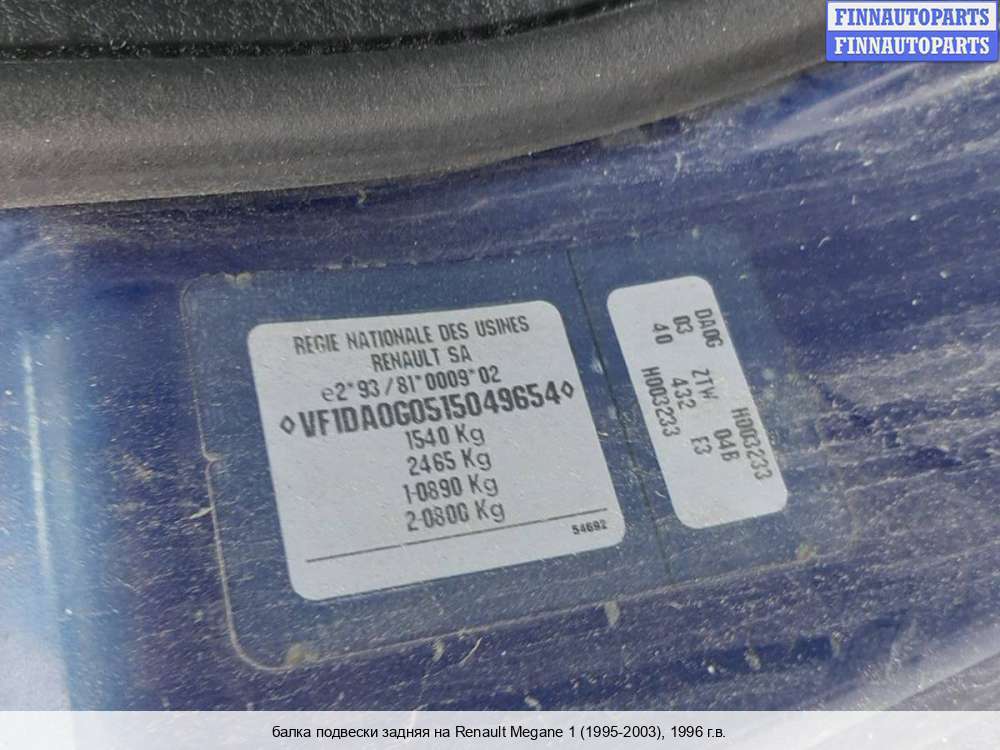 FINNAUTOPARTS
FINNAUTOPARTS
REGIE NATIONALE DES USINES
RENAULT SA
e2*93/81*0009*02
◊VF1DA0G0515049654◊
1540 Kg
2465 Kg
1-0890 Kg
2-0800 Kg
54692
DA0G ZTW 04B H003233
03 432 E3
40 H003233
балка подвески задняя на Renault Megane 1 (1995-2003), 1996 г.в.